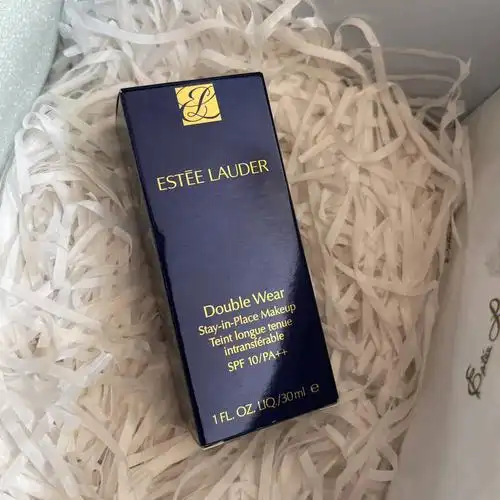 ESTĒE LAUDER
Double Wear
Stay-in-Place Makeup
Teint longue tenue
intransférable
SPF 10/PA++
1 FL. OZ. LIQ./30ml e
Estée